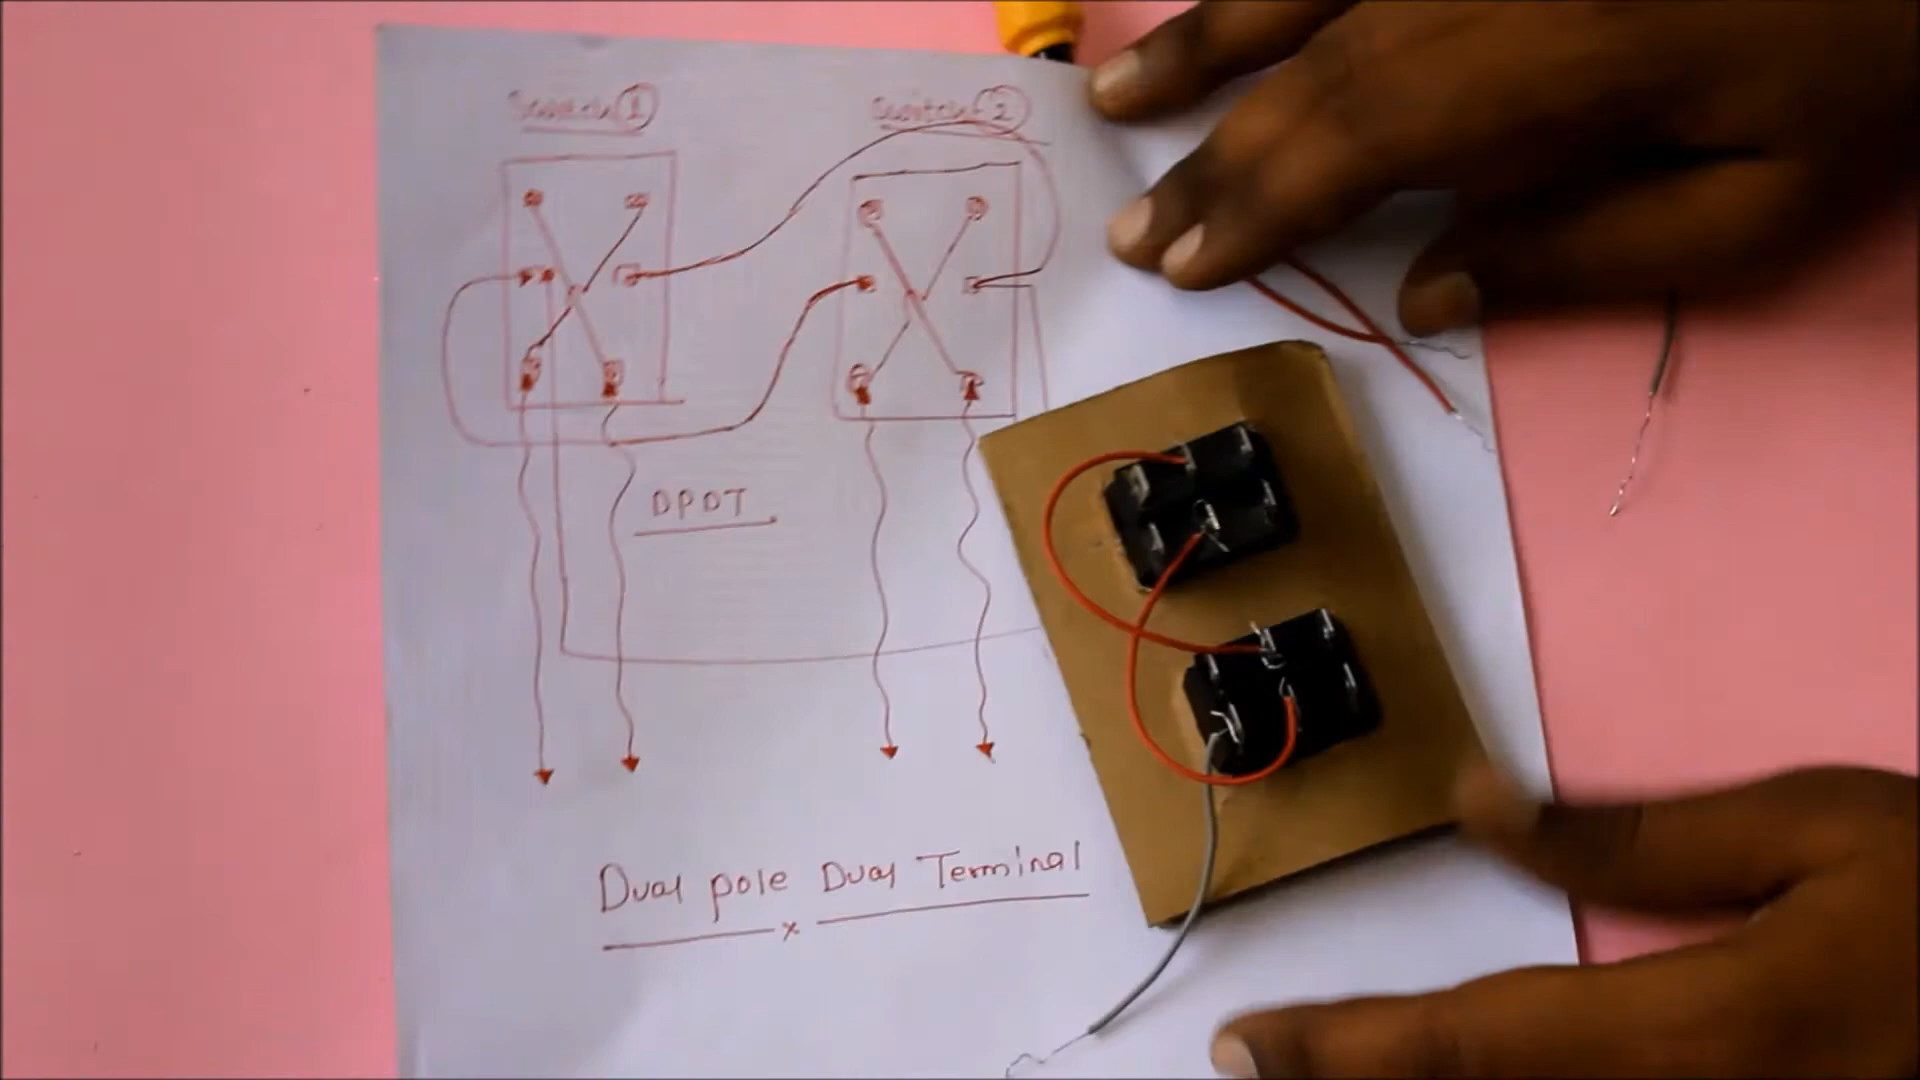 Switch 1
Switch 2
DPDT
Dual pole Dual Terminal
x